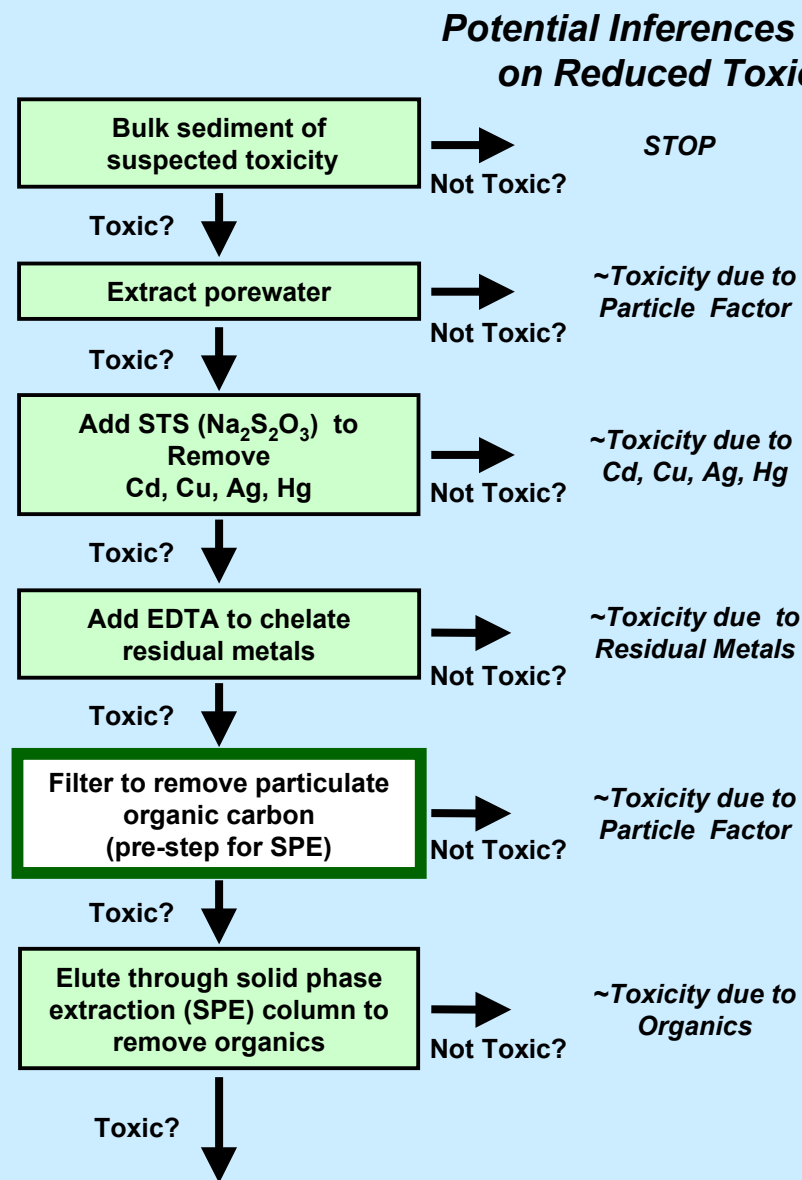 Potential Inferences
on Reduced Toxic
Bulk sediment of
suspected toxicity
STOP
Not Toxic?
Toxic?
Extract porewater
~Toxicity due to
Particle Factor
Not Toxic?
Toxic?
Add STS (Na₂S₂O₃) to
Remove
Cd, Cu, Ag, Hg
~Toxicity due to
Cd, Cu, Ag, Hg
Not Toxic?
Toxic?
Add EDTA to chelate
residual metals
~Toxicity due to
Residual Metals
Not Toxic?
Toxic?
Filter to remove particulate
organic carbon
(pre-step for SPE)
~Toxicity due to
Particle Factor
Not Toxic?
Toxic?
Elute through solid phase
extraction (SPE) column to
remove organics
~Toxicity due to
Organics
Not Toxic?
Toxic?